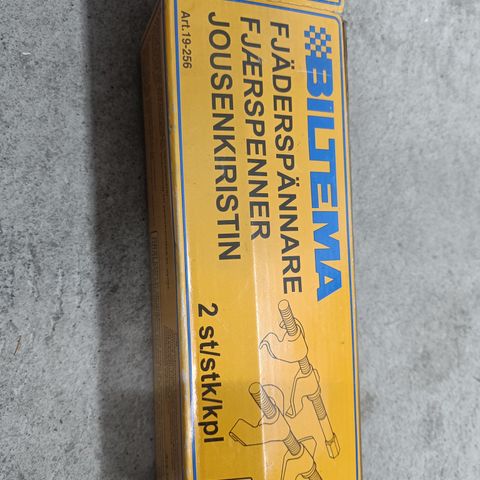 BILTEMA
FJÄDERSPÄNNARE
FJÆRSPENNER
JOUSENKIRISTIN
2 st/stk/kpl
Art.19-256